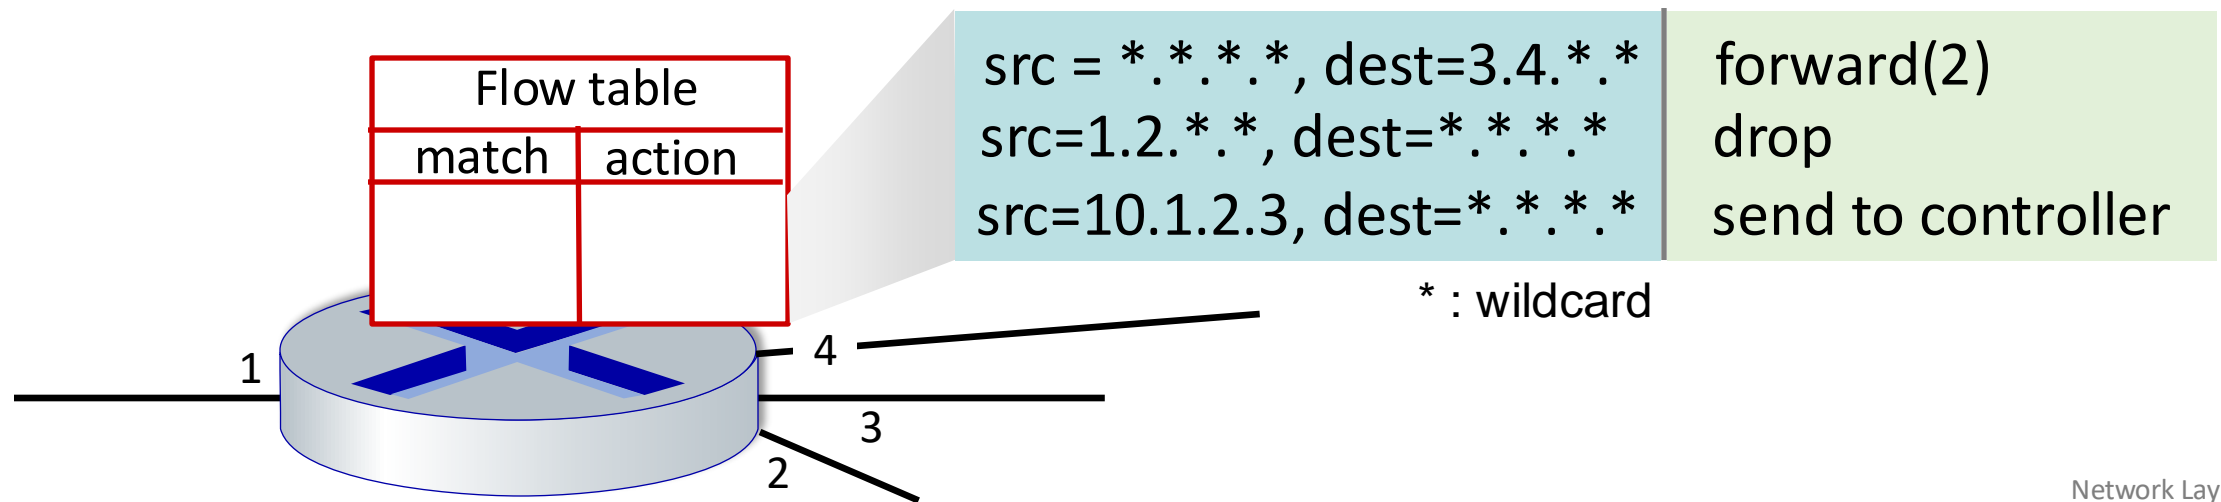 Flow table
match action
src = *.*.*.*, dest=3.4.*.* forward(2)
src=1.2.*.*, dest=*.*.*.* drop
src=10.1.2.3, dest=*.*.*.* send to controller
* : wildcard
1
4
3
2
Network Lay